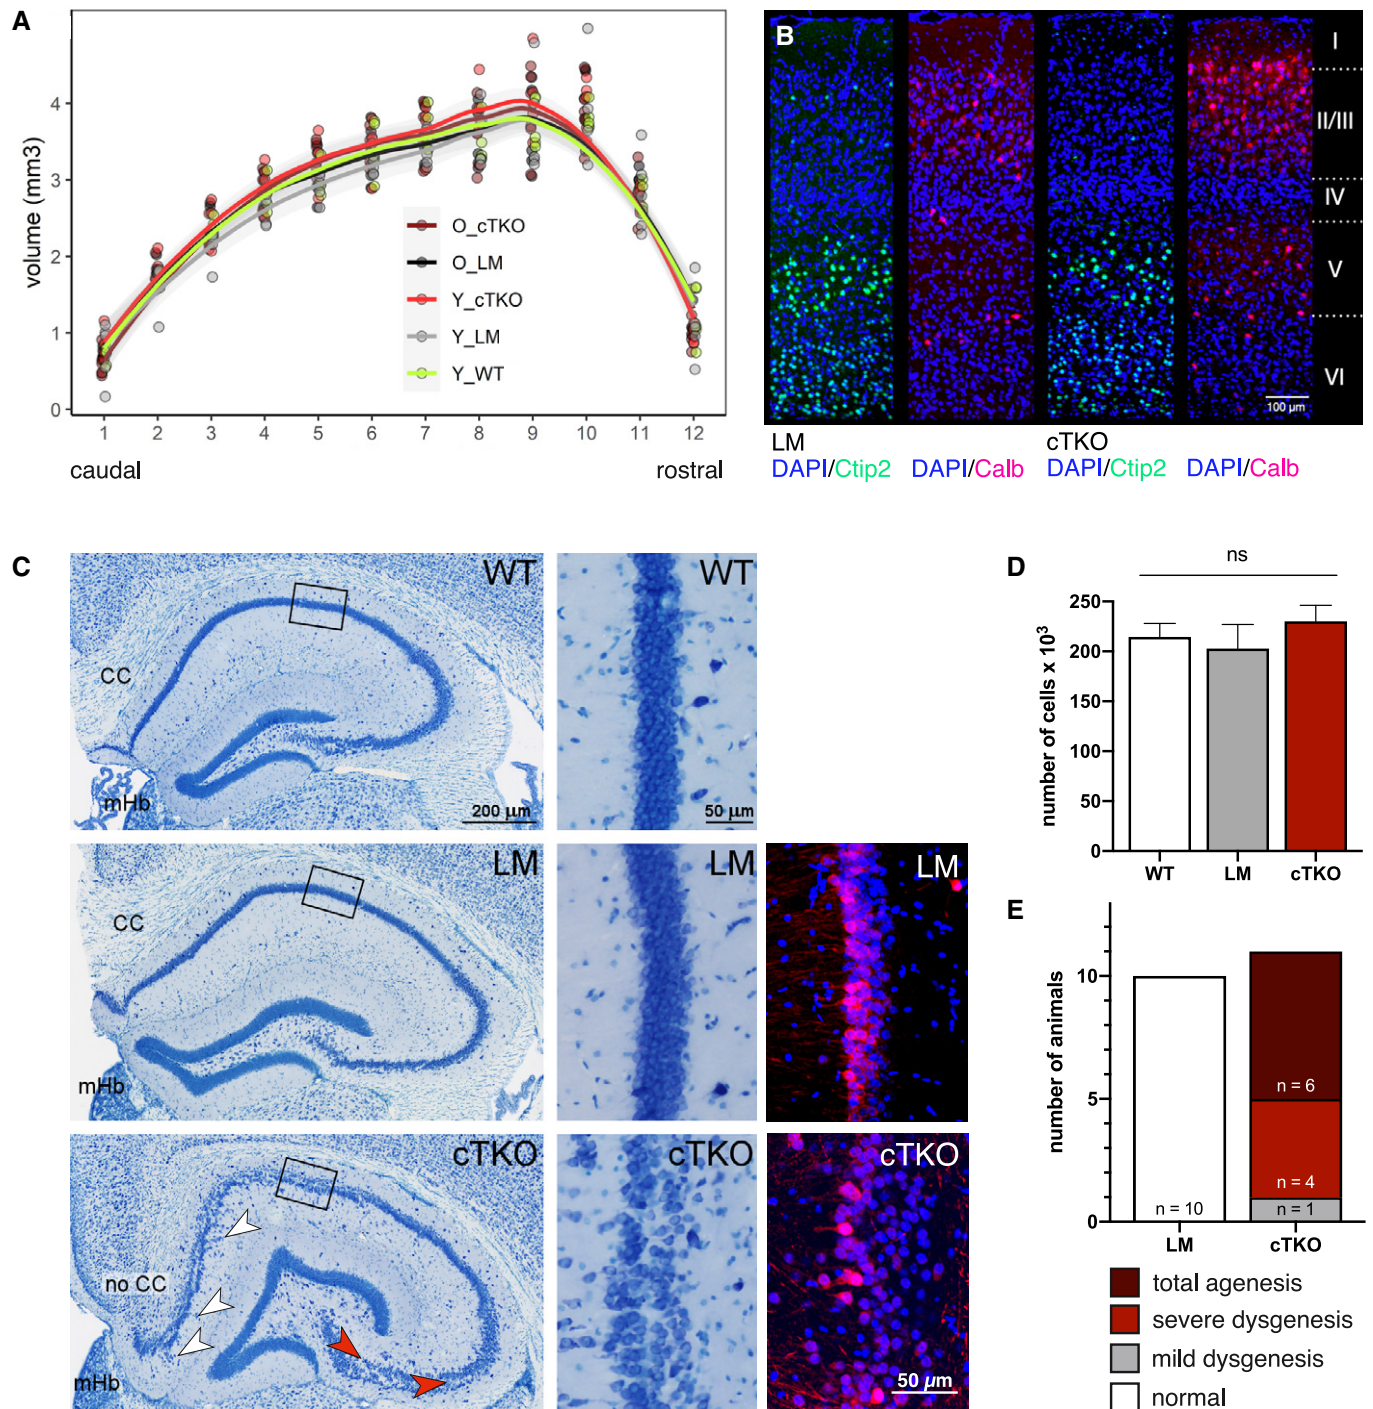 A
volume (mm3)
4
3
2
1
0
O_cTKO
O_LM
Y_cTKO
Y_LM
Y_WT
1 2 3 4 5 6 7 8 9 10 11 12
caudal rostral
B
I
II/III
IV
V
VI
100 µm
LM cTKO
DAPI/Ctip2 DAPI/Calb DAPI/Ctip2 DAPI/Calb
C
WT
CC
mHb
200 µm
WT
50 µm
LM
CC
mHb
LM
LM
cTKO
no CC
mHb
cTKO
cTKO
50 µm
D
ns
number of cells x 10³
250
200
150
100
50
0
WT LM cTKO
E
number of animals
10
5
0
n = 10
n = 6
n = 4
n = 1
LM cTKO
total agenesis
severe dysgenesis
mild dysgenesis
normal